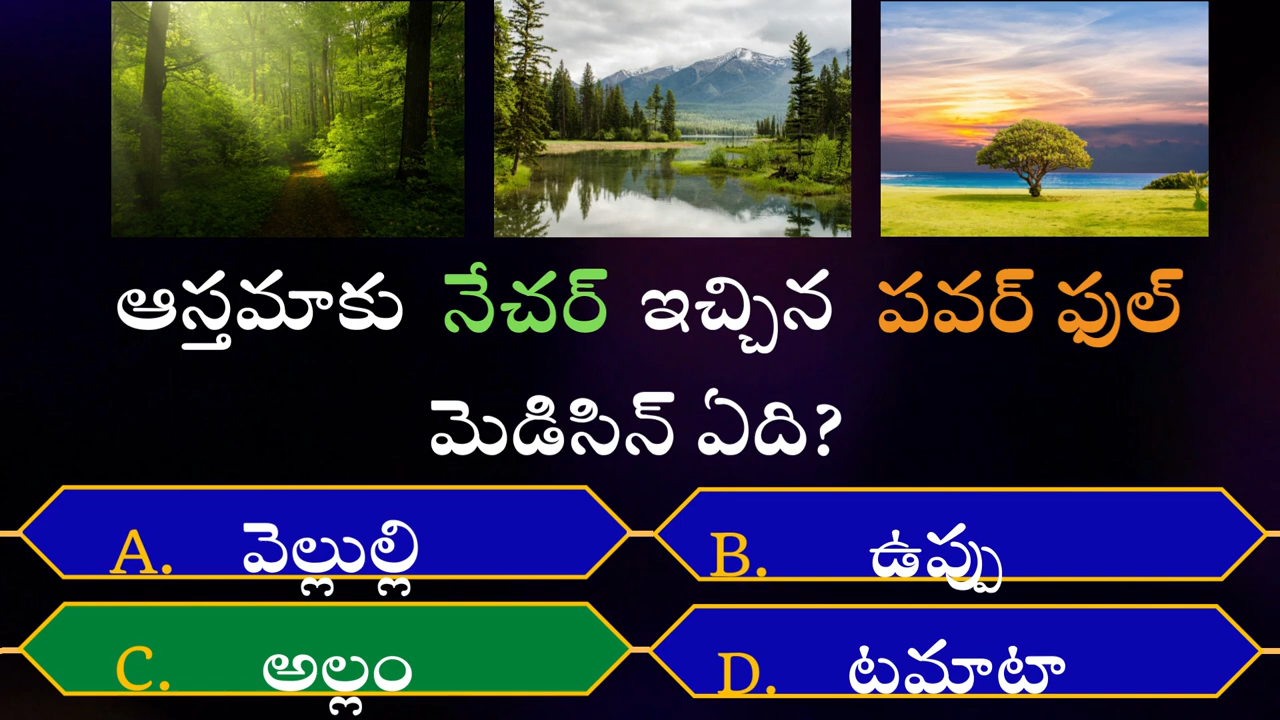 ఆస్తమాకు నేచర్ ఇచ్చిన పవర్ ఫుల్
మెడిసిన్ ఏది?
A. వెల్లుల్లి
B. ఉప్పు
C. అల్లం
D. టమాటా